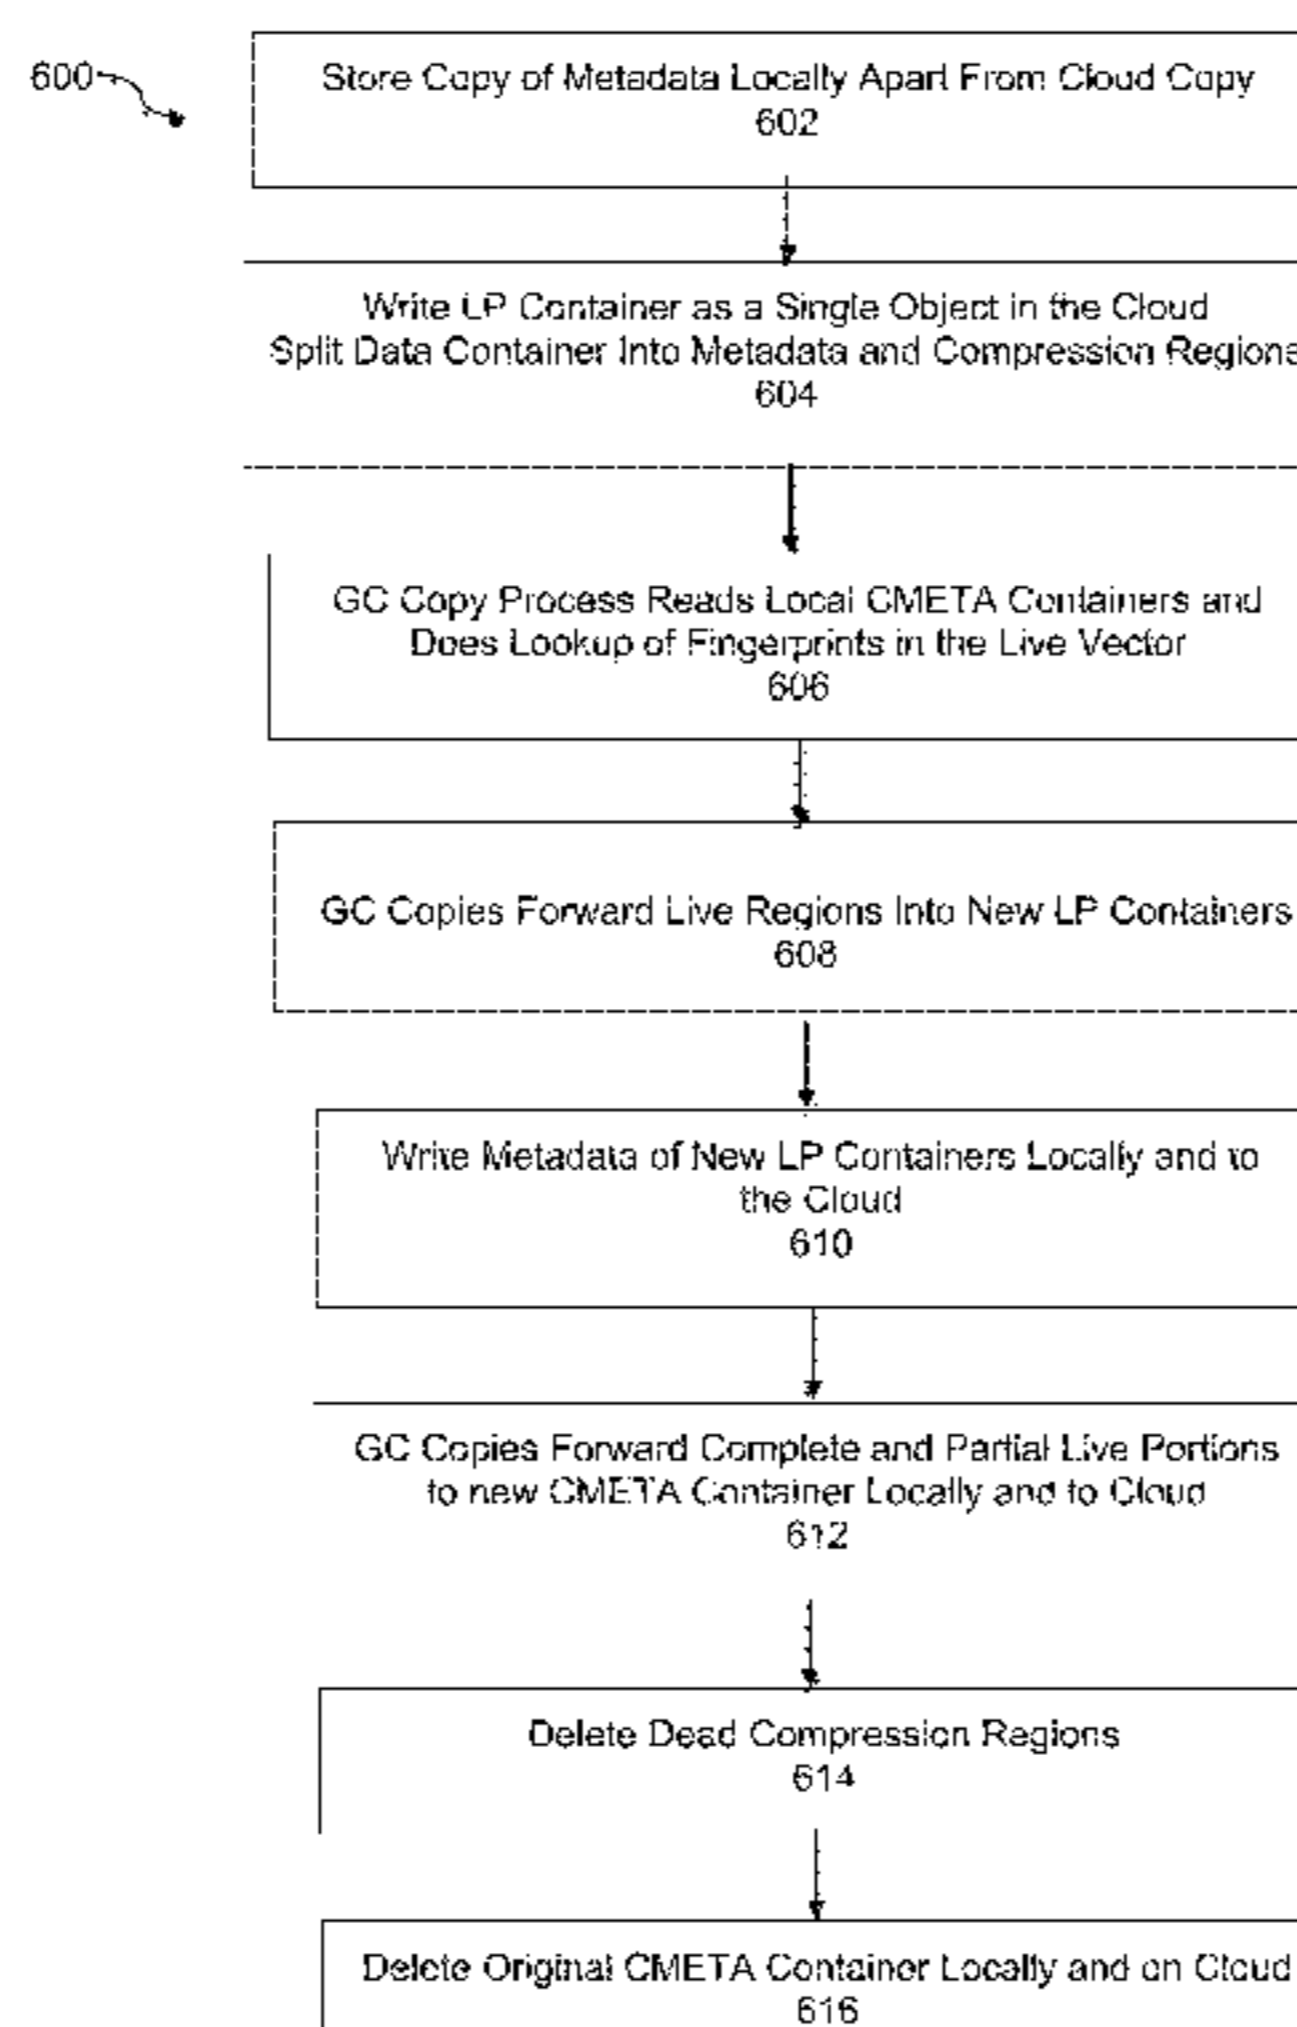 600
Store Copy of Metadata Locally Apart From Cloud Copy
602
Write LP Container as a Single Object in the Cloud
Split Data Container Into Metadata and Compression Regions
604
GC Copy Process Reads Local CMETA Containers and
Does Lookup of Fingerprints in the Live Vector
606
GC Copies Forward Live Regions Into New LP Containers
608
Write Metadata of New LP Containers Locally and to
the Cloud
610
GC Copies Forward Complete and Partial Live Portions
to new CMETA Container Locally and to Cloud
612
Delete Dead Compression Regions
614
Delete Original CMETA Container Locally and on Cloud
616